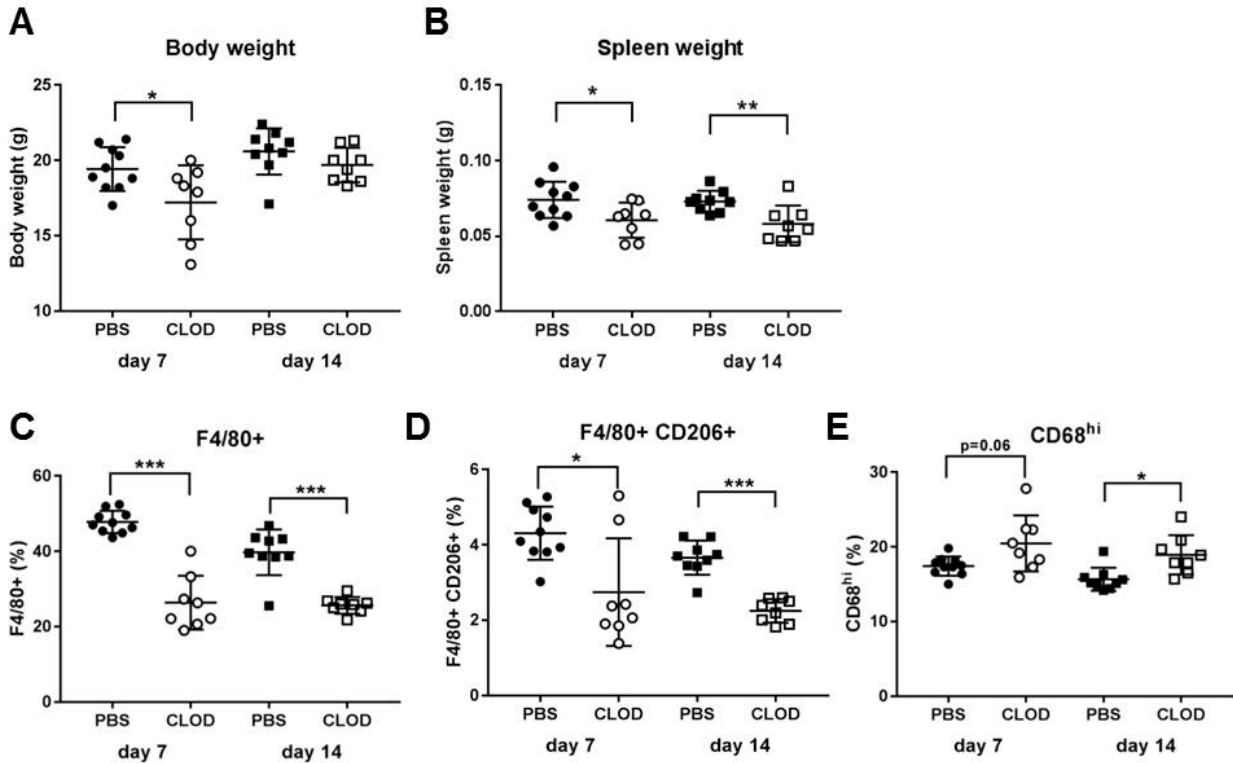 A
Body weight
Body weight (g)
25
20
15
10
*
PBS CLOD PBS CLOD
day 7 day 14
B
Spleen weight
Spleen weight (g)
0.15
0.10
0.05
0.00
* **
PBS CLOD PBS CLOD
day 7 day 14
C
F4/80+
F4/80+ (%)
60
40
20
0
*** ***
PBS CLOD PBS CLOD
day 7 day 14
D
F4/80+ CD206+
F4/80+ CD206+ (%)
6
4
2
0
* ***
PBS CLOD PBS CLOD
day 7 day 14
E
CD68hi
CD68hi (%)
30
20
10
0
p=0.06 *
PBS CLOD PBS CLOD
day 7 day 14